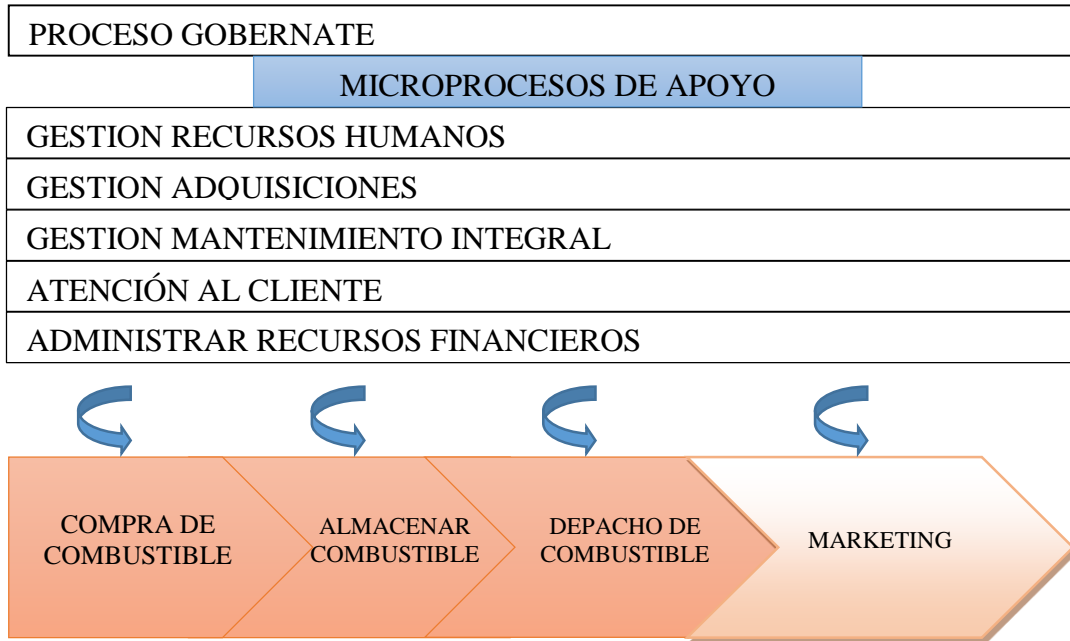 PROCESO GOBERNATE
MICROPROCESOS DE APOYO
GESTION RECURSOS HUMANOS
GESTION ADQUISICIONES
GESTION MANTENIMIENTO INTEGRAL
ATENCIÓN AL CLIENTE
ADMINISTRAR RECURSOS FINANCIEROS
COMPRA DE
COMBUSTIBLE
ALMACENAR
COMBUSTIBLE
DEPACHO DE
COMBUSTIBLE
MARKETING